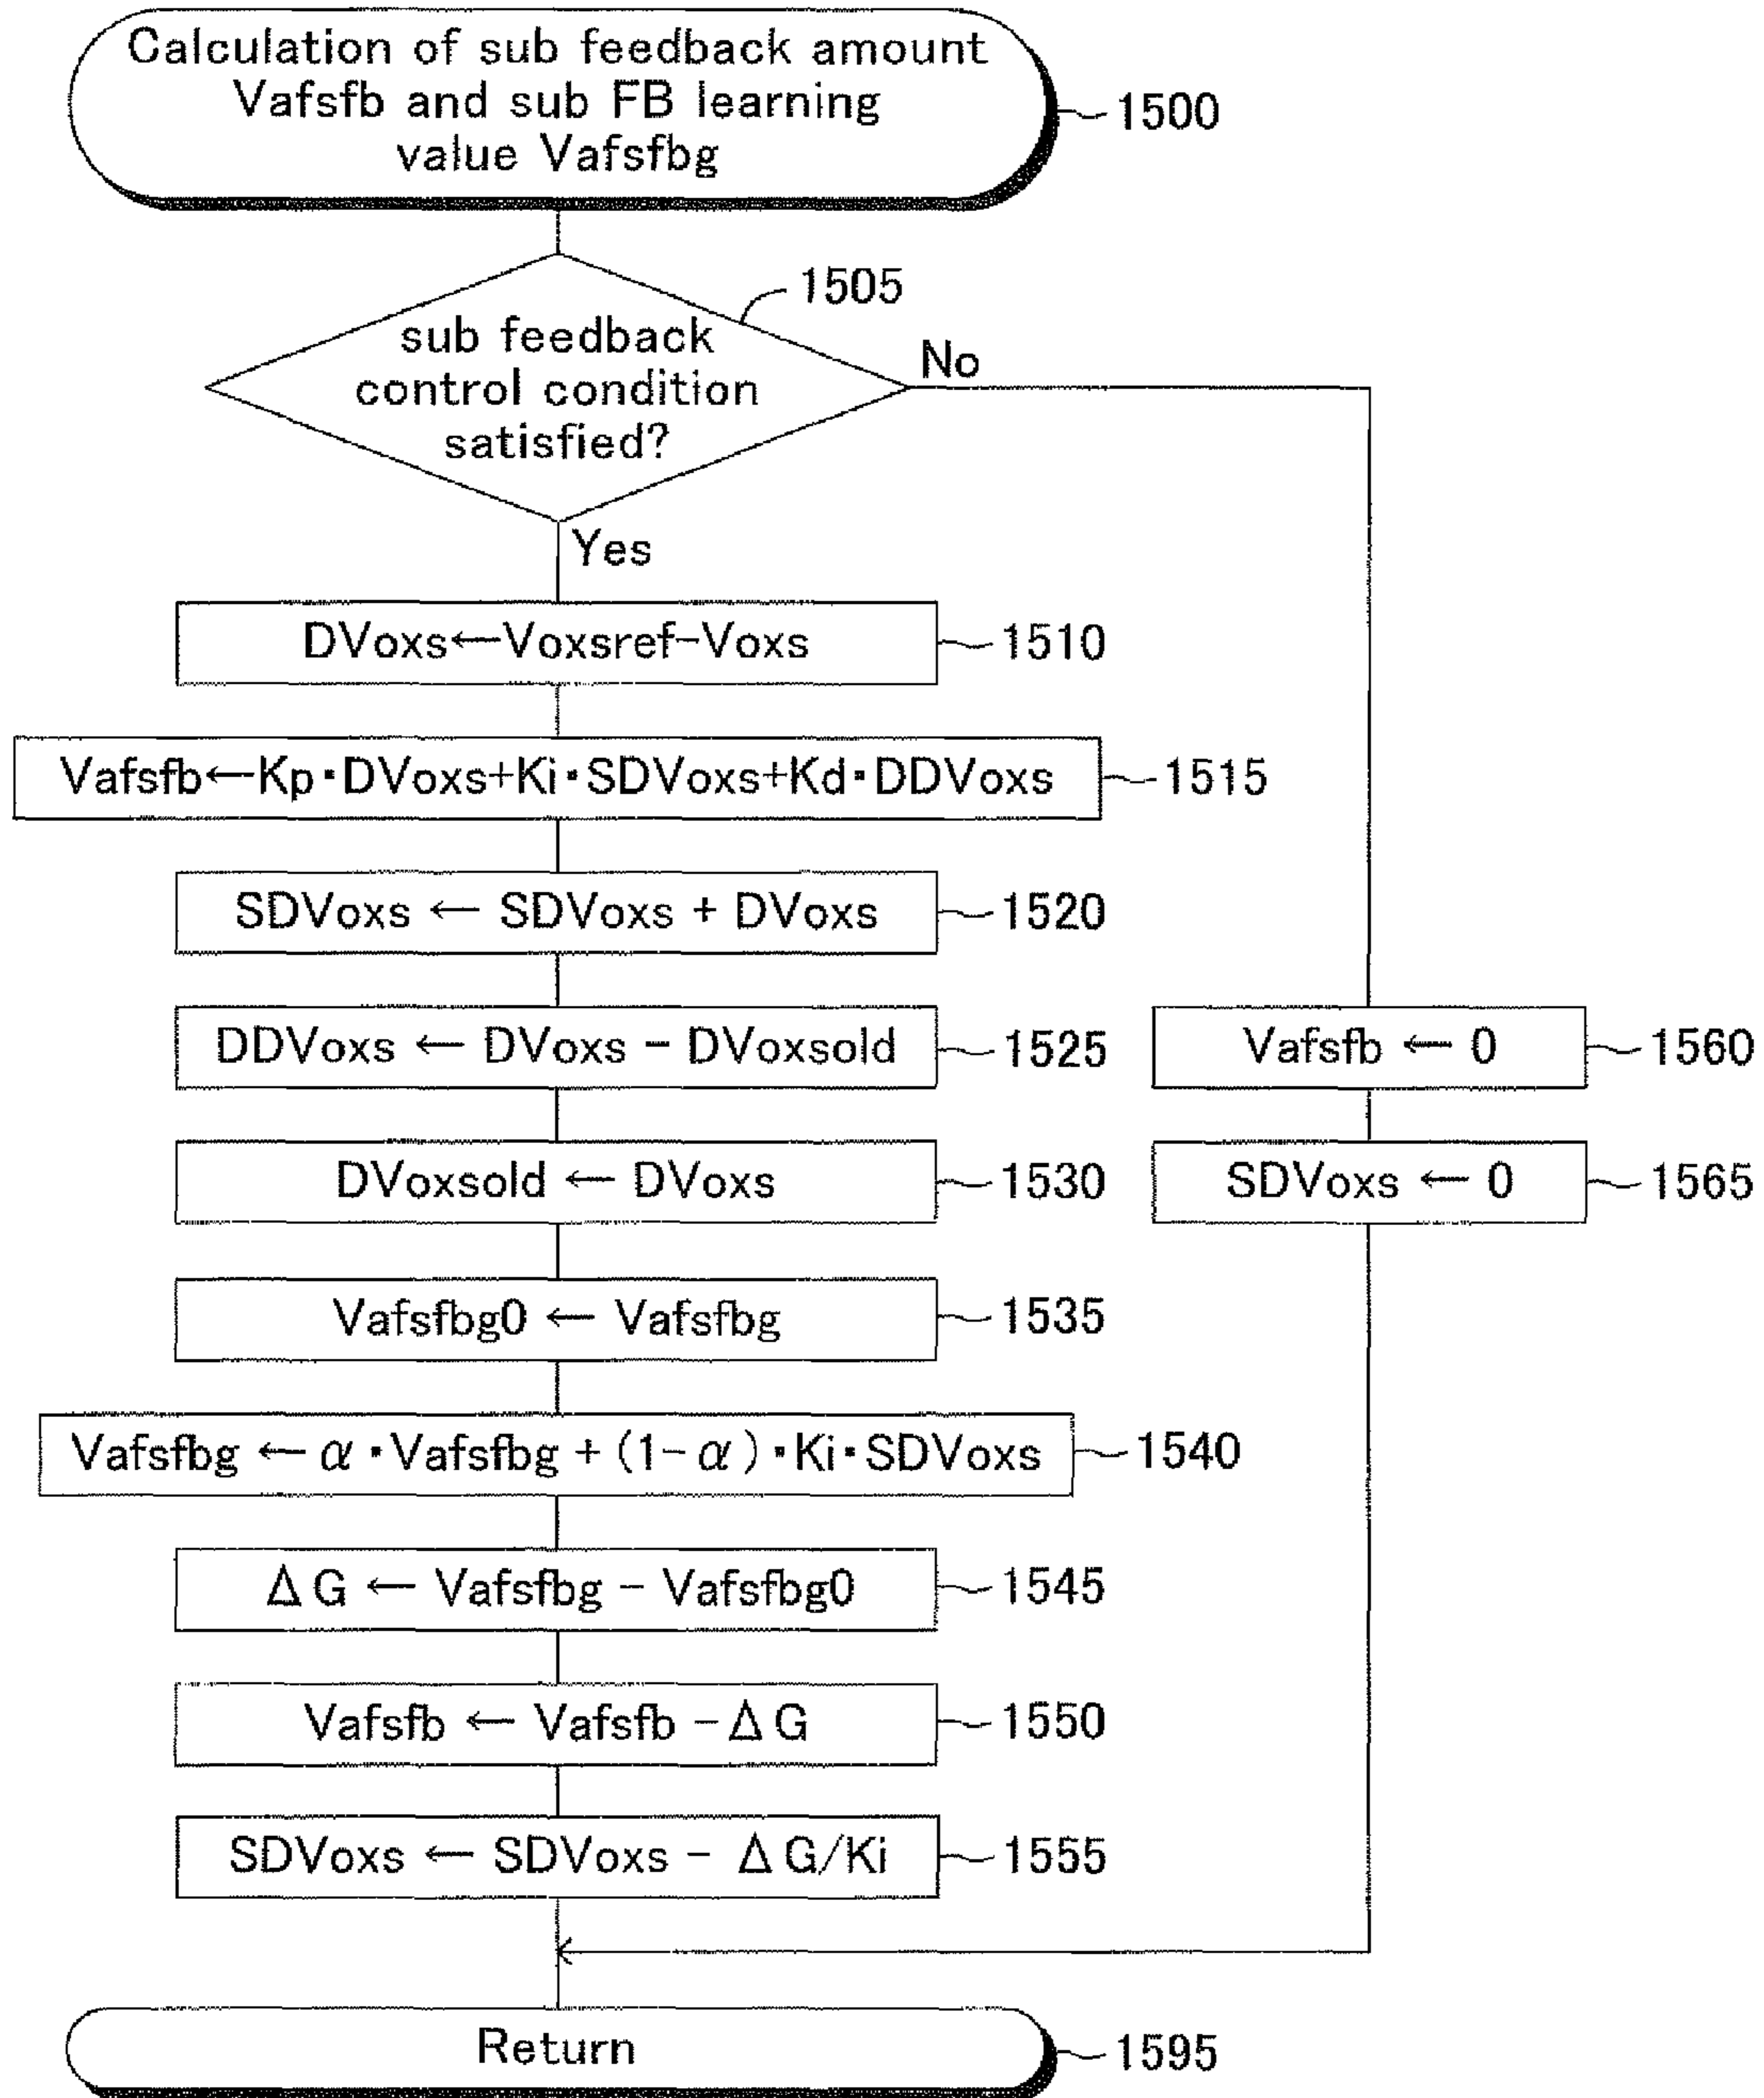 Calculation of sub feedback amount
Vafsfb and sub FB learning
value Vafsfbg
1500
1505
sub feedback
control condition
satisfied?
No
Yes
DVoxs←Voxsref-Voxs
1510
Vafsfb←Kp・DVoxs+Ki・SDVoxs+Kd・DDVoxs
1515
SDVoxs ← SDVoxs + DVoxs
1520
DDVoxs ← DVoxs - DVoxsold
1525
Vafsfb ← 0
1560
DVoxsold ← DVoxs
1530
SDVoxs ← 0
1565
Vafsfbg0 ← Vafsfbg
1535
Vafsfbg ← α・Vafsfbg + (1-α)・Ki・SDVoxs
1540
ΔG ← Vafsfbg - Vafsfbg0
1545
Vafsfb ← Vafsfb - ΔG
1550
SDVoxs ← SDVoxs - ΔG/Ki
1555
Return
1595